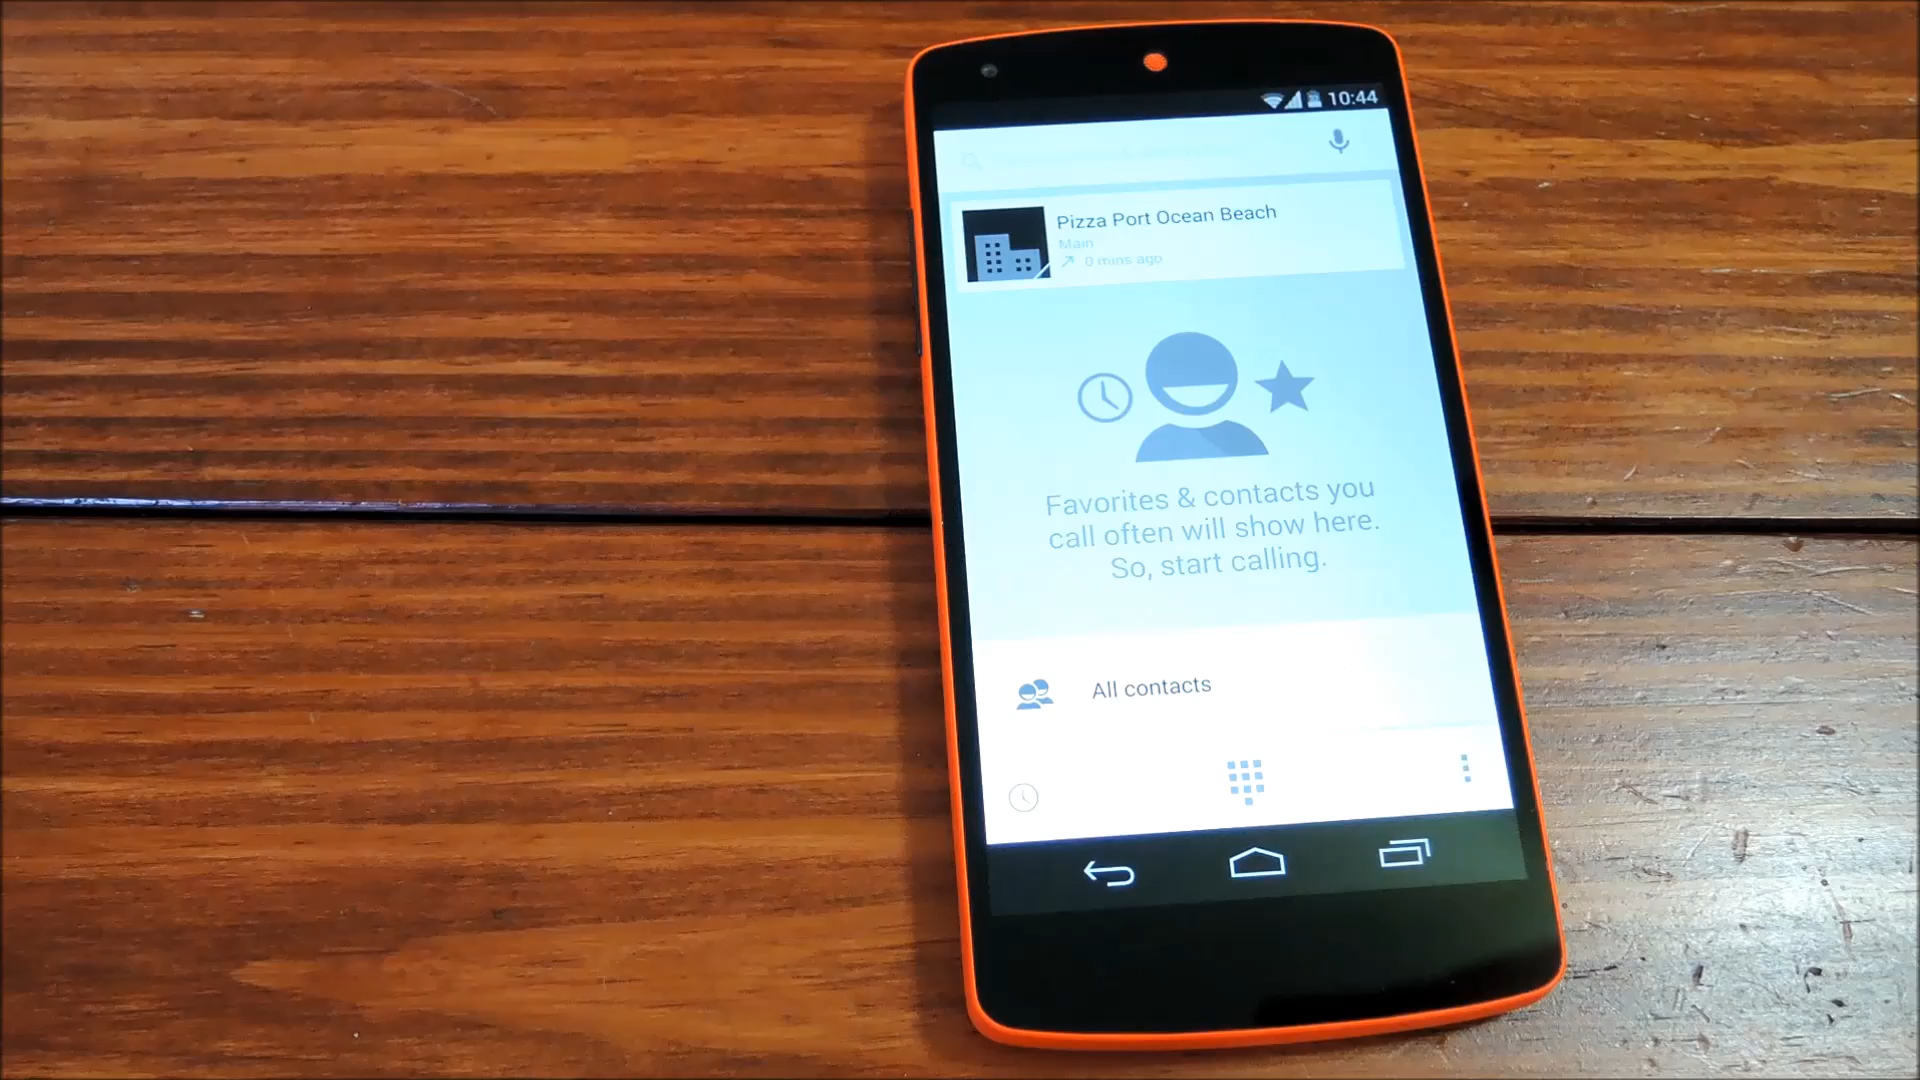 10:44
Pizza Port Ocean Beach
Main
0 mins ago
Favorites & contacts you
call often will show here.
So, start calling.
All contacts